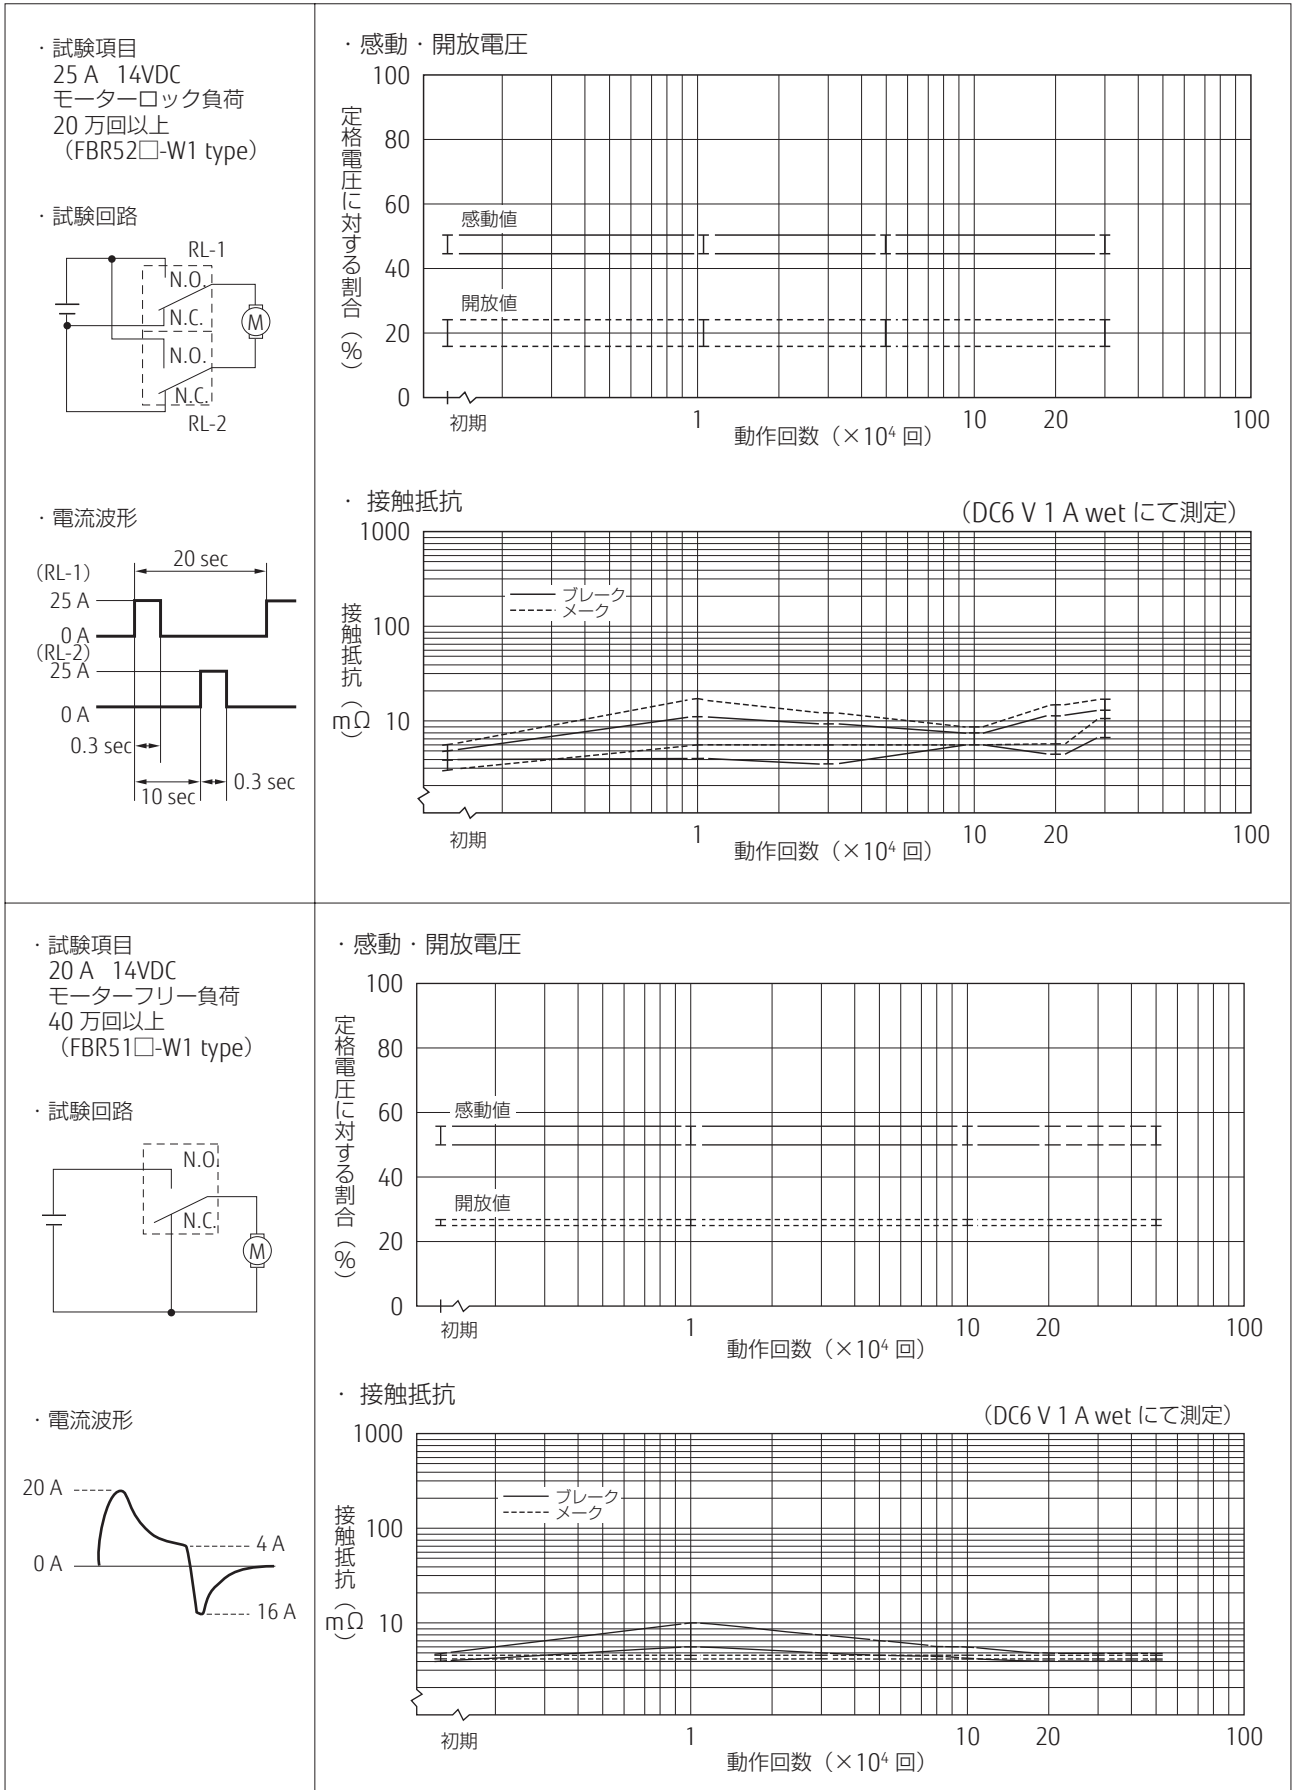 ・試験項目
25 A 14VDC
モーターロック負荷
20 万回以上
（FBR52□-W1 type）
・試験回路
RL-1
N.O.
N.C.
M
N.O.
N.C.
RL-2
・電流波形
20 sec
(RL-1)
25 A
0 A
(RL-2)
25 A
0 A
0.3 sec
0.3 sec
10 sec
・感動・開放電圧
定格電圧に対する割合（%）
100
80
60
感動値
40
開放値
20
0
初期
1
10
20
100
動作回数（×10⁴ 回）
・ 接触抵抗
（DC6 V 1 A wet にて測定）
接触抵抗（mΩ）
1000
ブレーク
メーク
100
10
初期
1
10
20
100
動作回数（×10⁴ 回）
・試験項目
20 A 14VDC
モーターフリー負荷
40 万回以上
（FBR51□-W1 type）
・試験回路
N.O.
N.C.
M
・電流波形
20 A
4 A
0 A
16 A
・感動・開放電圧
定格電圧に対する割合（%）
100
80
60
感動値
40
開放値
20
0
初期
1
10
20
100
動作回数（×10⁴ 回）
・ 接触抵抗
（DC6 V 1 A wet にて測定）
接触抵抗（mΩ）
1000
ブレーク
メーク
100
10
初期
1
10
20
100
動作回数（×10⁴ 回）